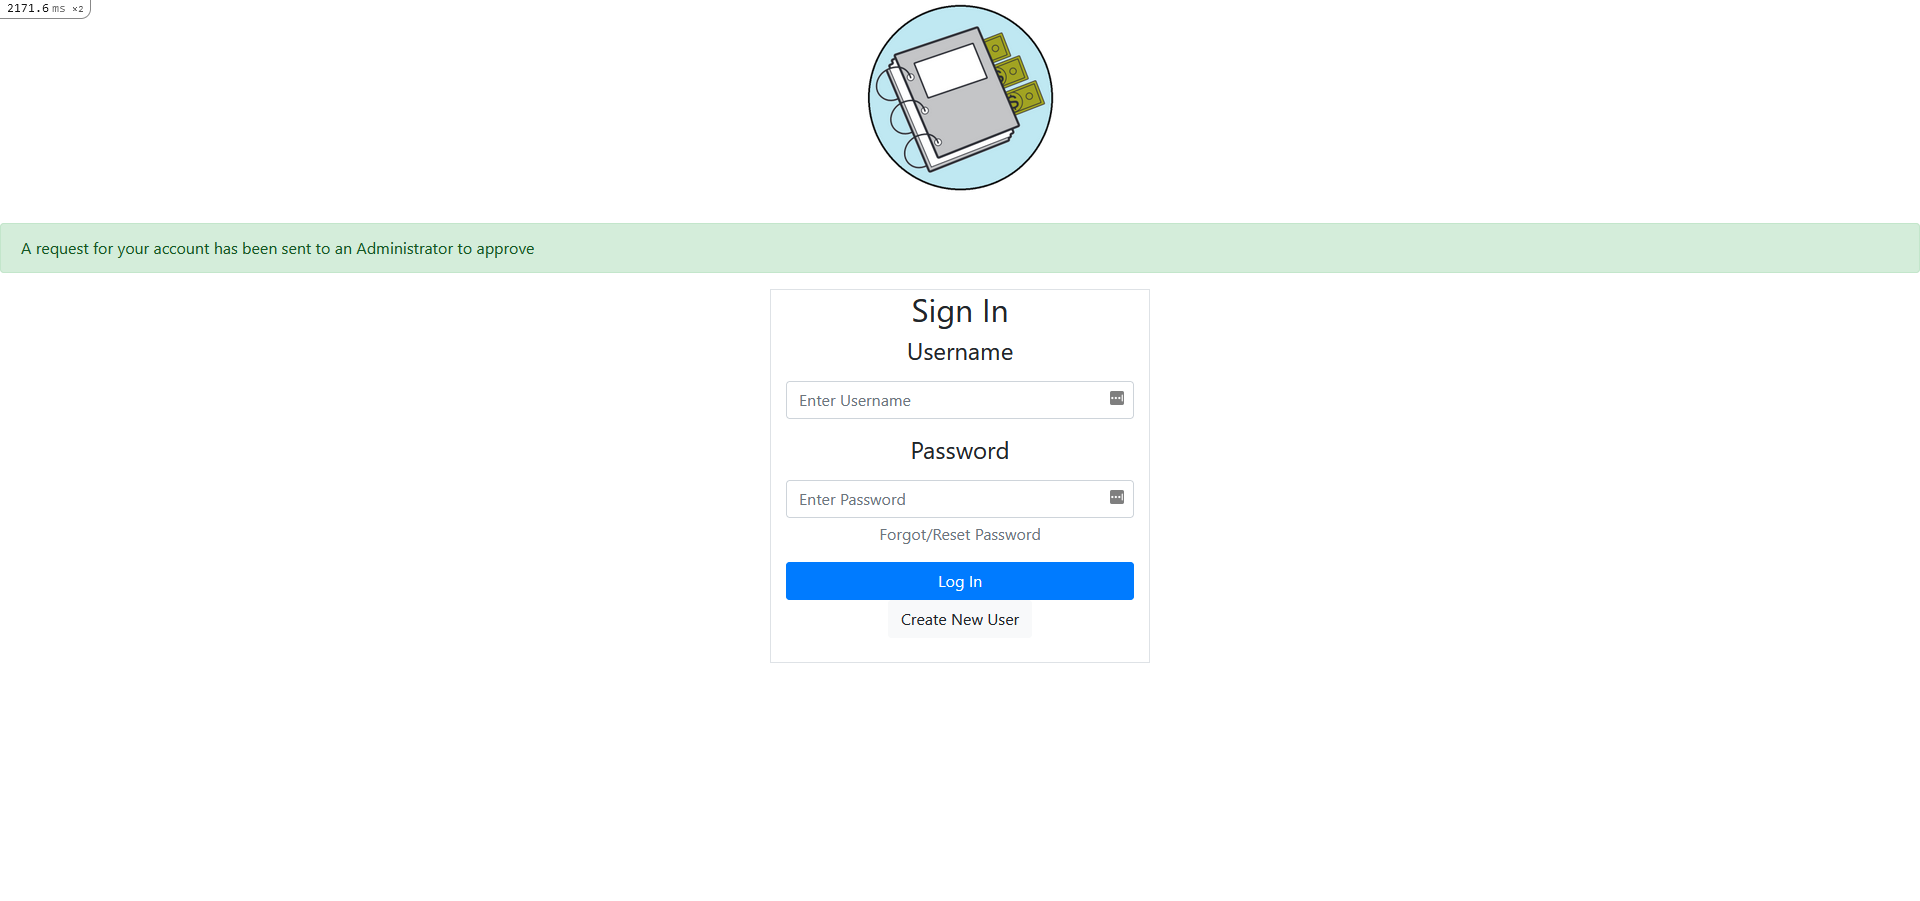 2171.6 ms ×2
A request for your account has been sent to an Administrator to approve
Sign In
Username
Enter Username
Password
Enter Password
Forgot/Reset Password
Log In
Create New User